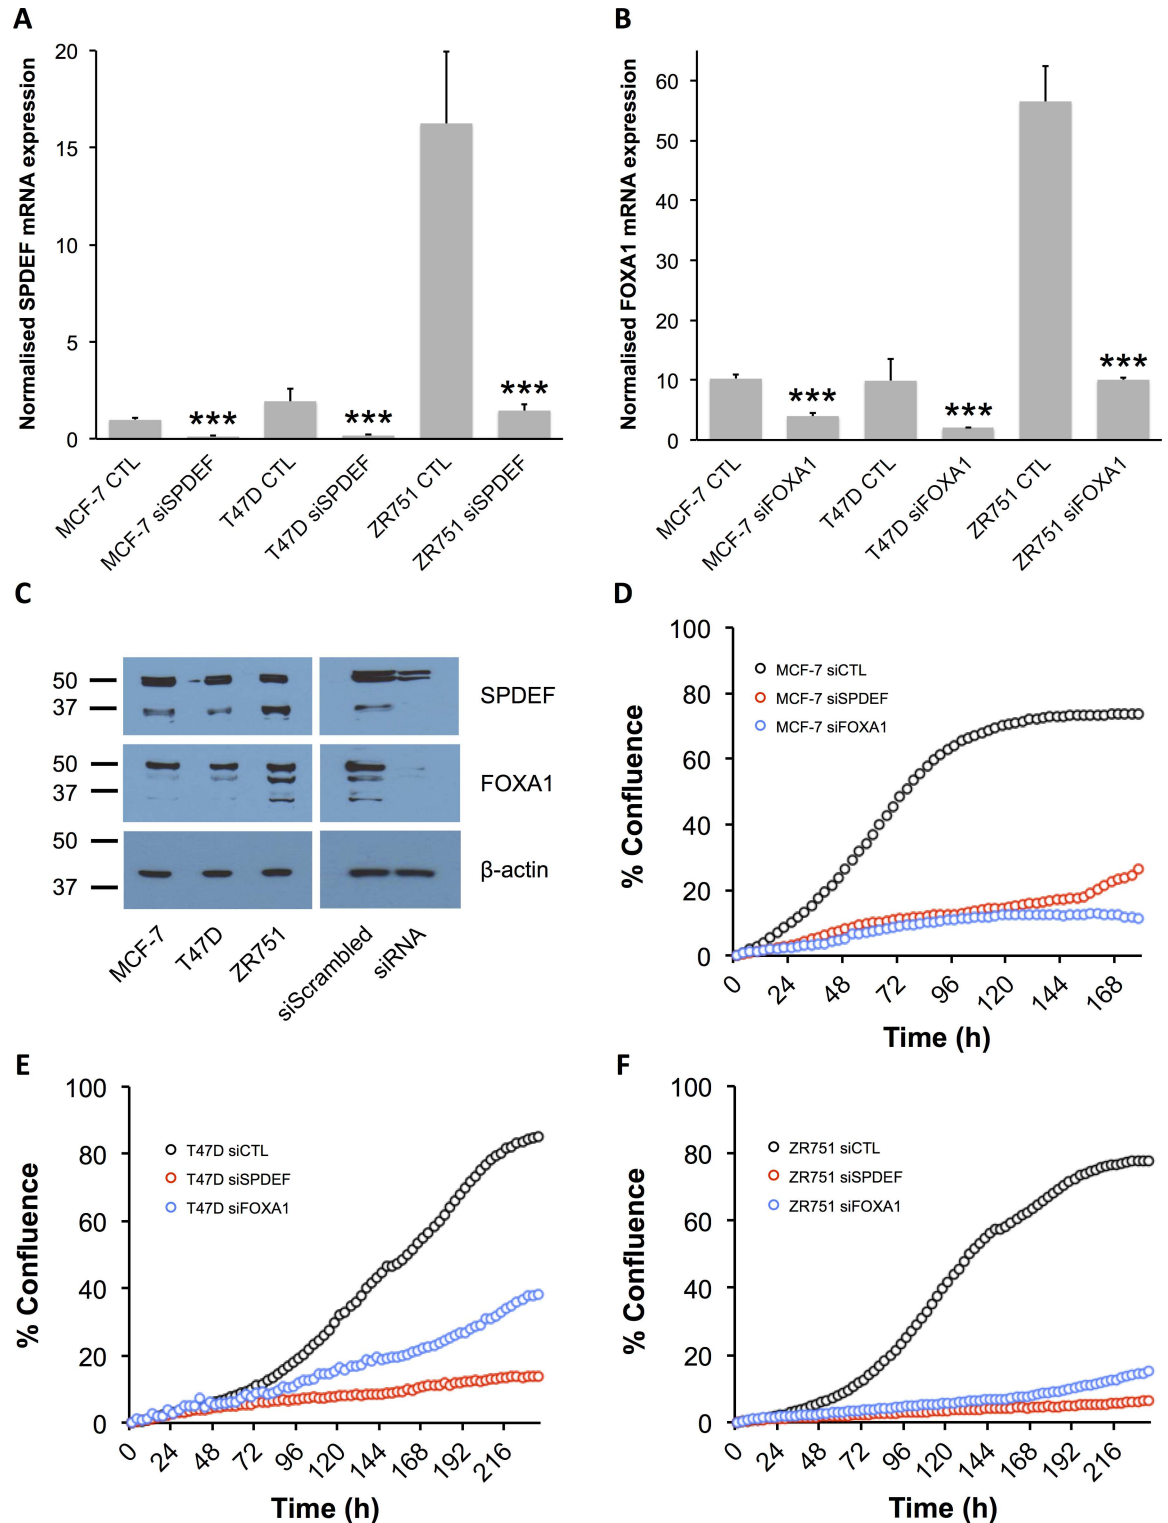 A
Normalised SPDEF mRNA expression
20
15
10
5
0
***
***
***
MCF-7 CTL
MCF-7 siSPDEF
T47D CTL
T47D siSPDEF
ZR751 CTL
ZR751 siSPDEF
B
Normalised FOXA1 mRNA expression
60
50
40
30
20
10
0
***
***
***
MCF-7 CTL
MCF-7 siFOXA1
T47D CTL
T47D siFOXA1
ZR751 CTL
ZR751 siFOXA1
C
50
37
SPDEF
50
37
FOXA1
50
37
β-actin
MCF-7
T47D
ZR751
siScrambled
siRNA
D
% Confluence
100
80
60
40
20
0
MCF-7 siCTL
MCF-7 siSPDEF
MCF-7 siFOXA1
0 24 48 72 96 120 144 168
Time (h)
E
% Confluence
100
80
60
40
20
0
T47D siCTL
T47D siSPDEF
T47D siFOXA1
0 24 48 72 96 120 144 168 192 216
Time (h)
F
% Confluence
100
80
60
40
20
0
ZR751 siCTL
ZR751 siSPDEF
ZR751 siFOXA1
0 24 48 72 96 120 144 168 192 216
Time (h)